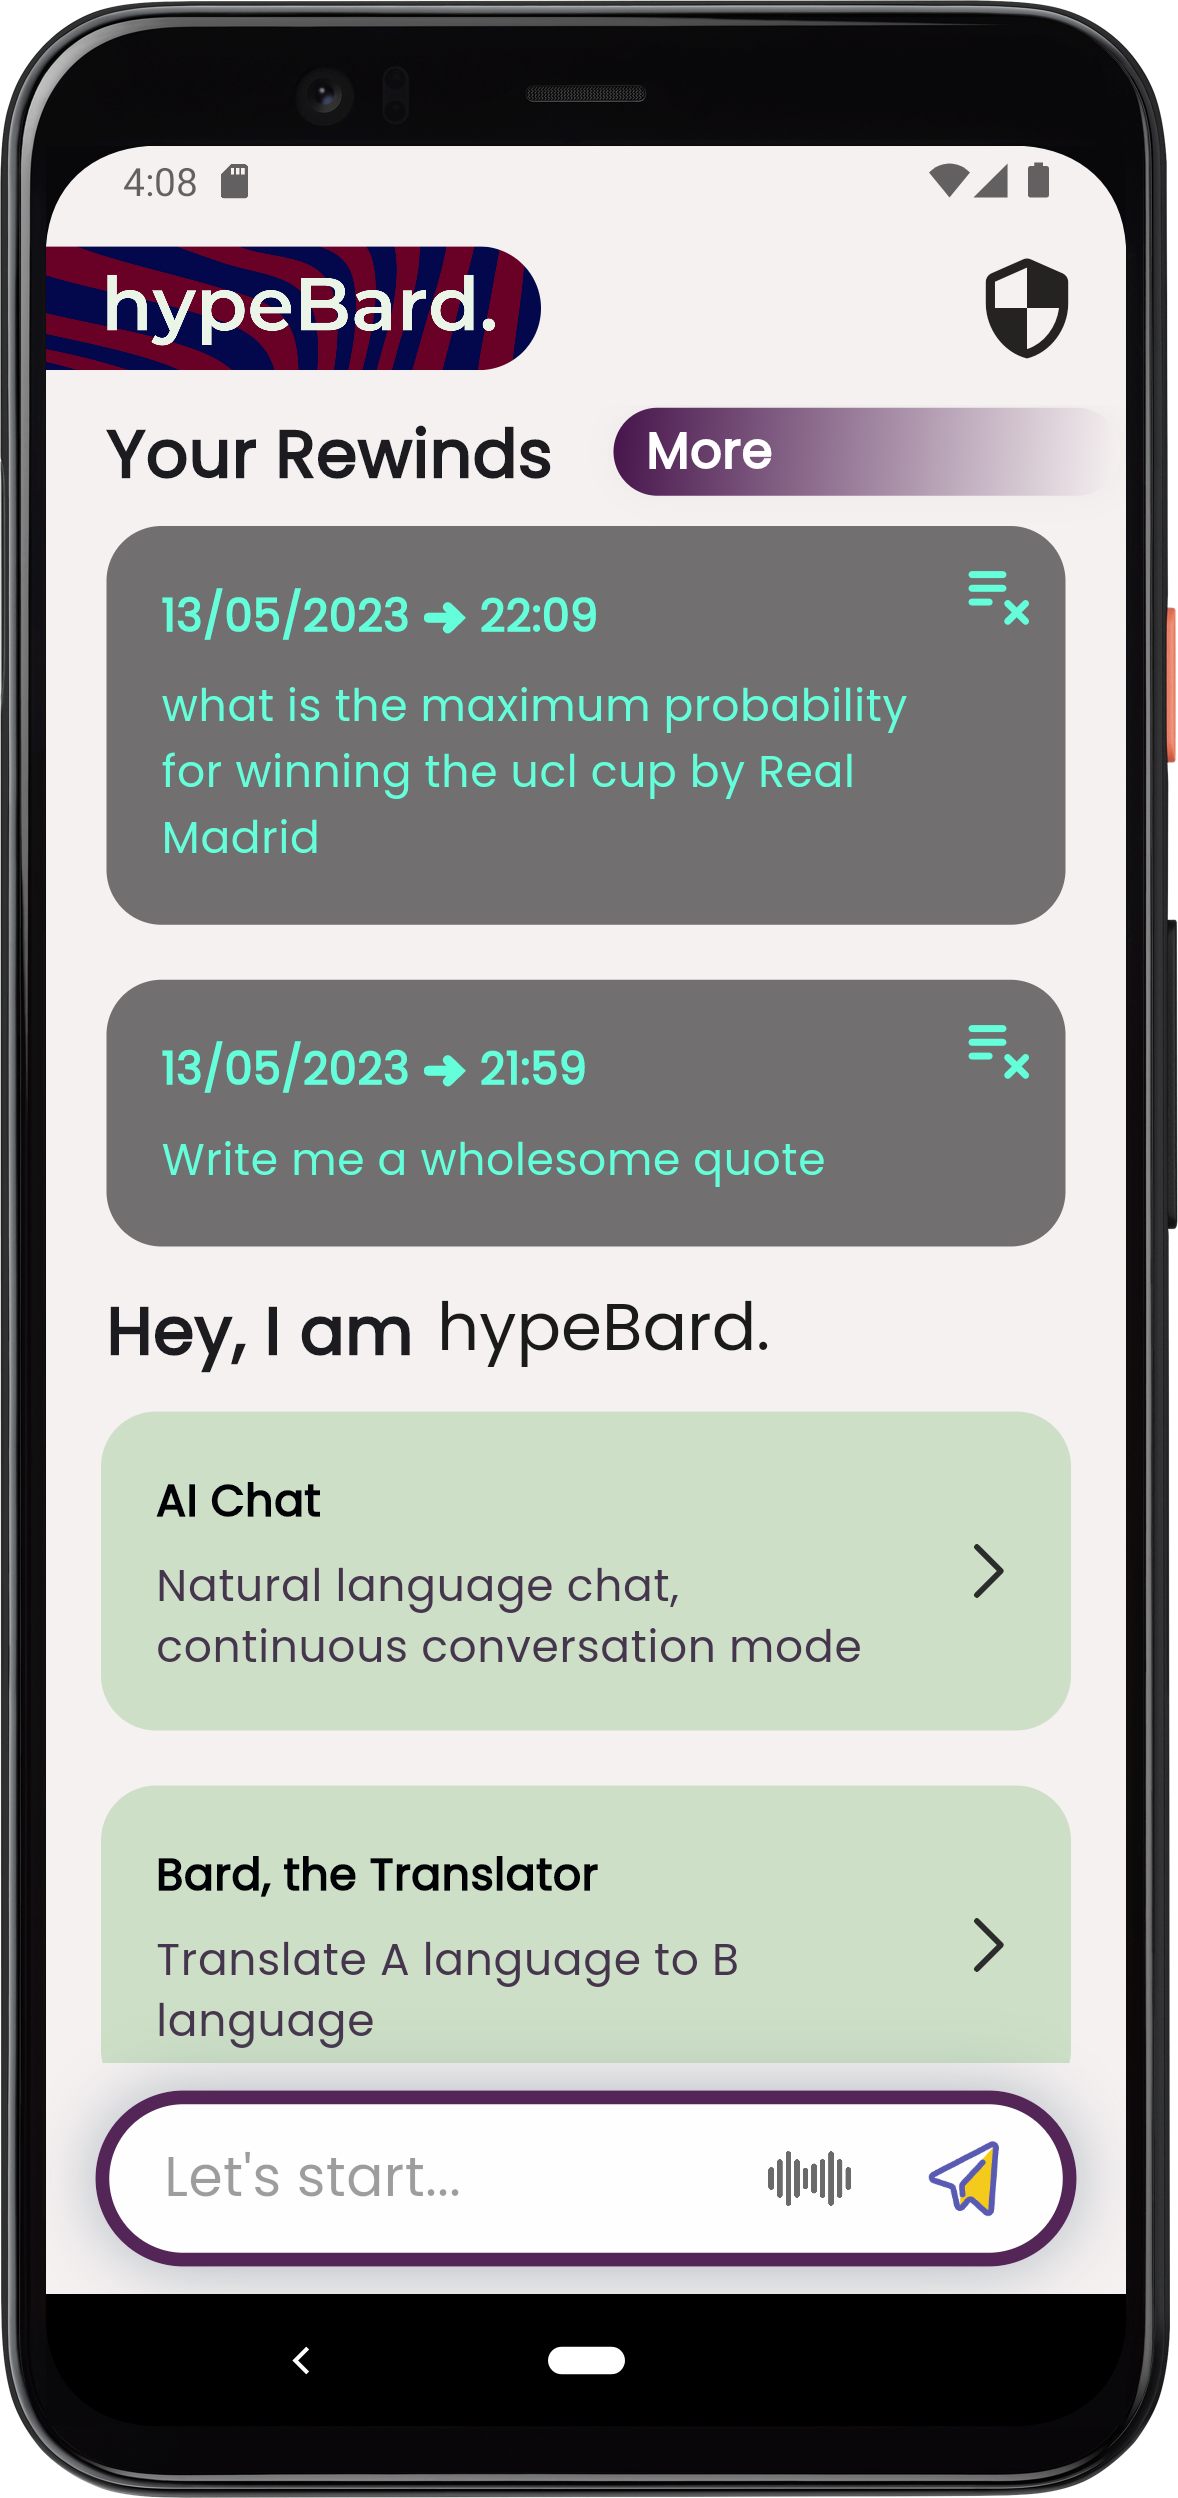 4:08
hypeBard.
Your Rewinds
More
13/05/2023 ➜ 22:09
what is the maximum probability
for winning the ucl cup by Real
Madrid
13/05/2023 ➜ 21:59
Write me a wholesome quote
Hey, I am hypeBard.
AI Chat
Natural language chat,
continuous conversation mode
Bard, the Translator
Translate A language to B
language
Let's start...